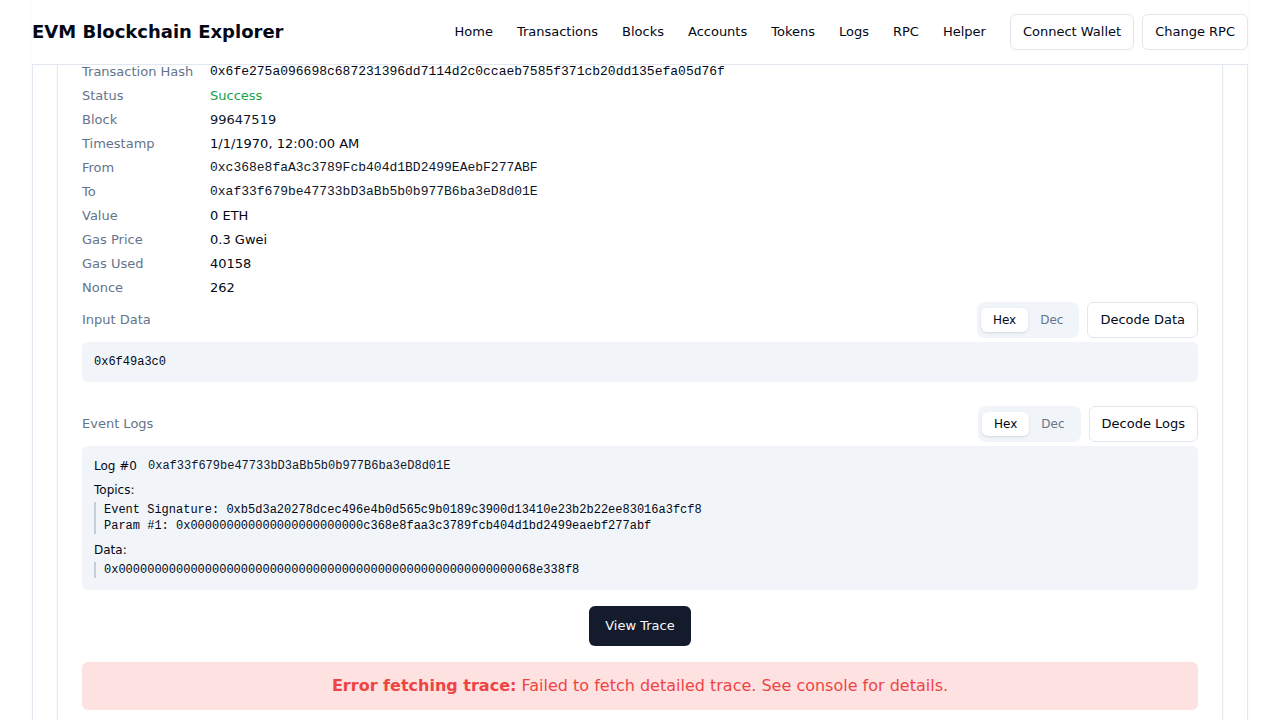 EVM Blockchain Explorer
Home Transactions Blocks Accounts Tokens Logs RPC Helper Connect Wallet Change RPC
Transaction Hash 0x6fe275a096698c687231396dd7114d2c0ccaeb7585f371cb20dd135efa05d76f
Status Success
Block 99647519
Timestamp 1/1/1970, 12:00:00 AM
From 0xc368e8faA3c3789Fcb404d1BD2499EAebF277ABF
To 0xaf33f679be47733bD3aBb5b0b977B6ba3eD8d01E
Value 0 ETH
Gas Price 0.3 Gwei
Gas Used 40158
Nonce 262
Input Data Hex Dec Decode Data
0x6f49a3c0
Event Logs Hex Dec Decode Logs
Log #0 0xaf33f679be47733bD3aBb5b0b977B6ba3eD8d01E
Topics:
Event Signature: 0xb5d3a20278dcec496e4b0d565c9b0189c3900d13410e23b2b22ee83016a3fcf8
Param #1: 0x000000000000000000000000c368e8faa3c3789fcb404d1bd2499eaebf277abf
Data:
0x0000000000000000000000000000000000000000000000000000000068e338f8
View Trace
Error fetching trace: Failed to fetch detailed trace. See console for details.